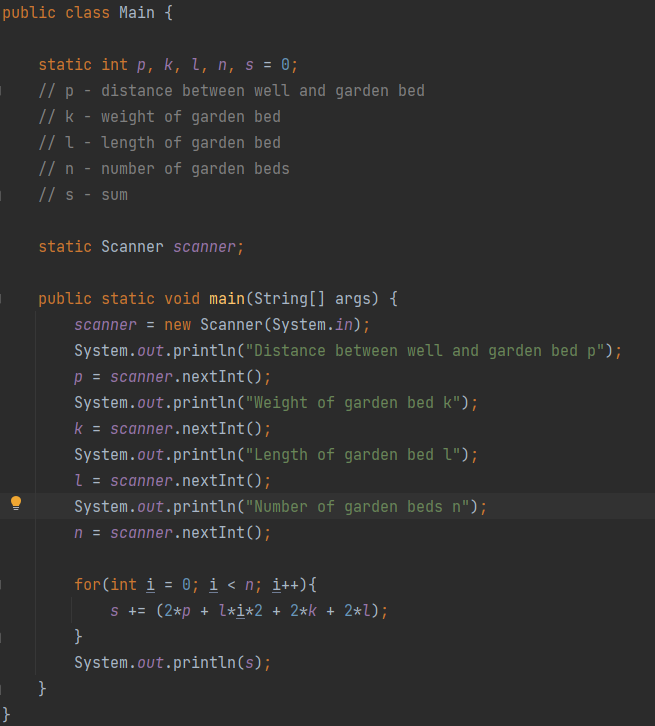 public class Main {
static int p, k, l, n, s = 0;
// p - distance between well and garden bed
// k - weight of garden bed
// l - length of garden bed
// n - number of garden beds
// s - sum
static Scanner scanner;
public static void main(String[] args) {
scanner = new Scanner(System.in);
System.out.println("Distance between well and garden bed p");
p = scanner.nextInt();
System.out.println("Weight of garden bed k");
k = scanner.nextInt();
System.out.println("Length of garden bed l");
l = scanner.nextInt();
System.out.println("Number of garden beds n");
n = scanner.nextInt();
for(int i = 0; i < n; i++){
s += (2*p + l*i*2 + 2*k + 2*l);
}
System.out.println(s);
}
}